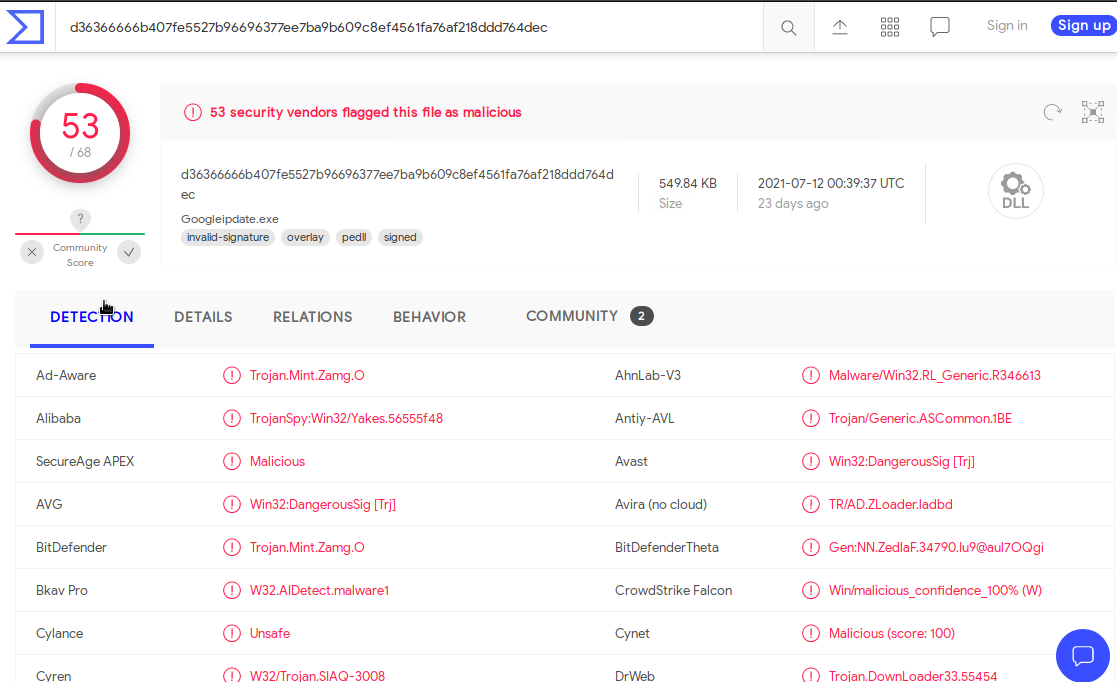 d36366666b407fe5527b96696377ee7ba9b609c8ef4561fa76af218ddd764dec
Sign in
Sign up
53
/ 68
?
Community
Score
53 security vendors flagged this file as malicious
d36366666b407fe5527b96696377ee7ba9b609c8ef4561fa76af218ddd764d
ec
Googleipdate.exe
invalid-signature overlay pedll signed
549.84 KB
Size
2021-07-12 00:39:37 UTC
23 days ago
DLL
DETECTION DETAILS RELATIONS BEHAVIOR COMMUNITY 2
Ad-Aware Trojan.Mint.Zamg.O AhnLab-V3 Malware/Win32.RL_Generic.R346613
Alibaba TrojanSpy:Win32/Yakes.56555f48 Antiy-AVL Trojan/Generic.ASCommon.1BE
SecureAge APEX Malicious Avast Win32:DangerousSig [Trj]
AVG Win32:DangerousSig [Trj] Avira (no cloud) TR/AD.ZLoader.ladbd
BitDefender Trojan.Mint.Zamg.O BitDefenderTheta Gen:NN.ZedlaF.34790.lu9@aul7OQgi
Bkav Pro W32.AIDetect.malware1 CrowdStrike Falcon Win/malicious_confidence_100% (W)
Cylance Unsafe Cynet Malicious (score: 100)
Cyren W32/Trojan.SIAQ-3008 DrWeb Trojan.DownLoader33.55454